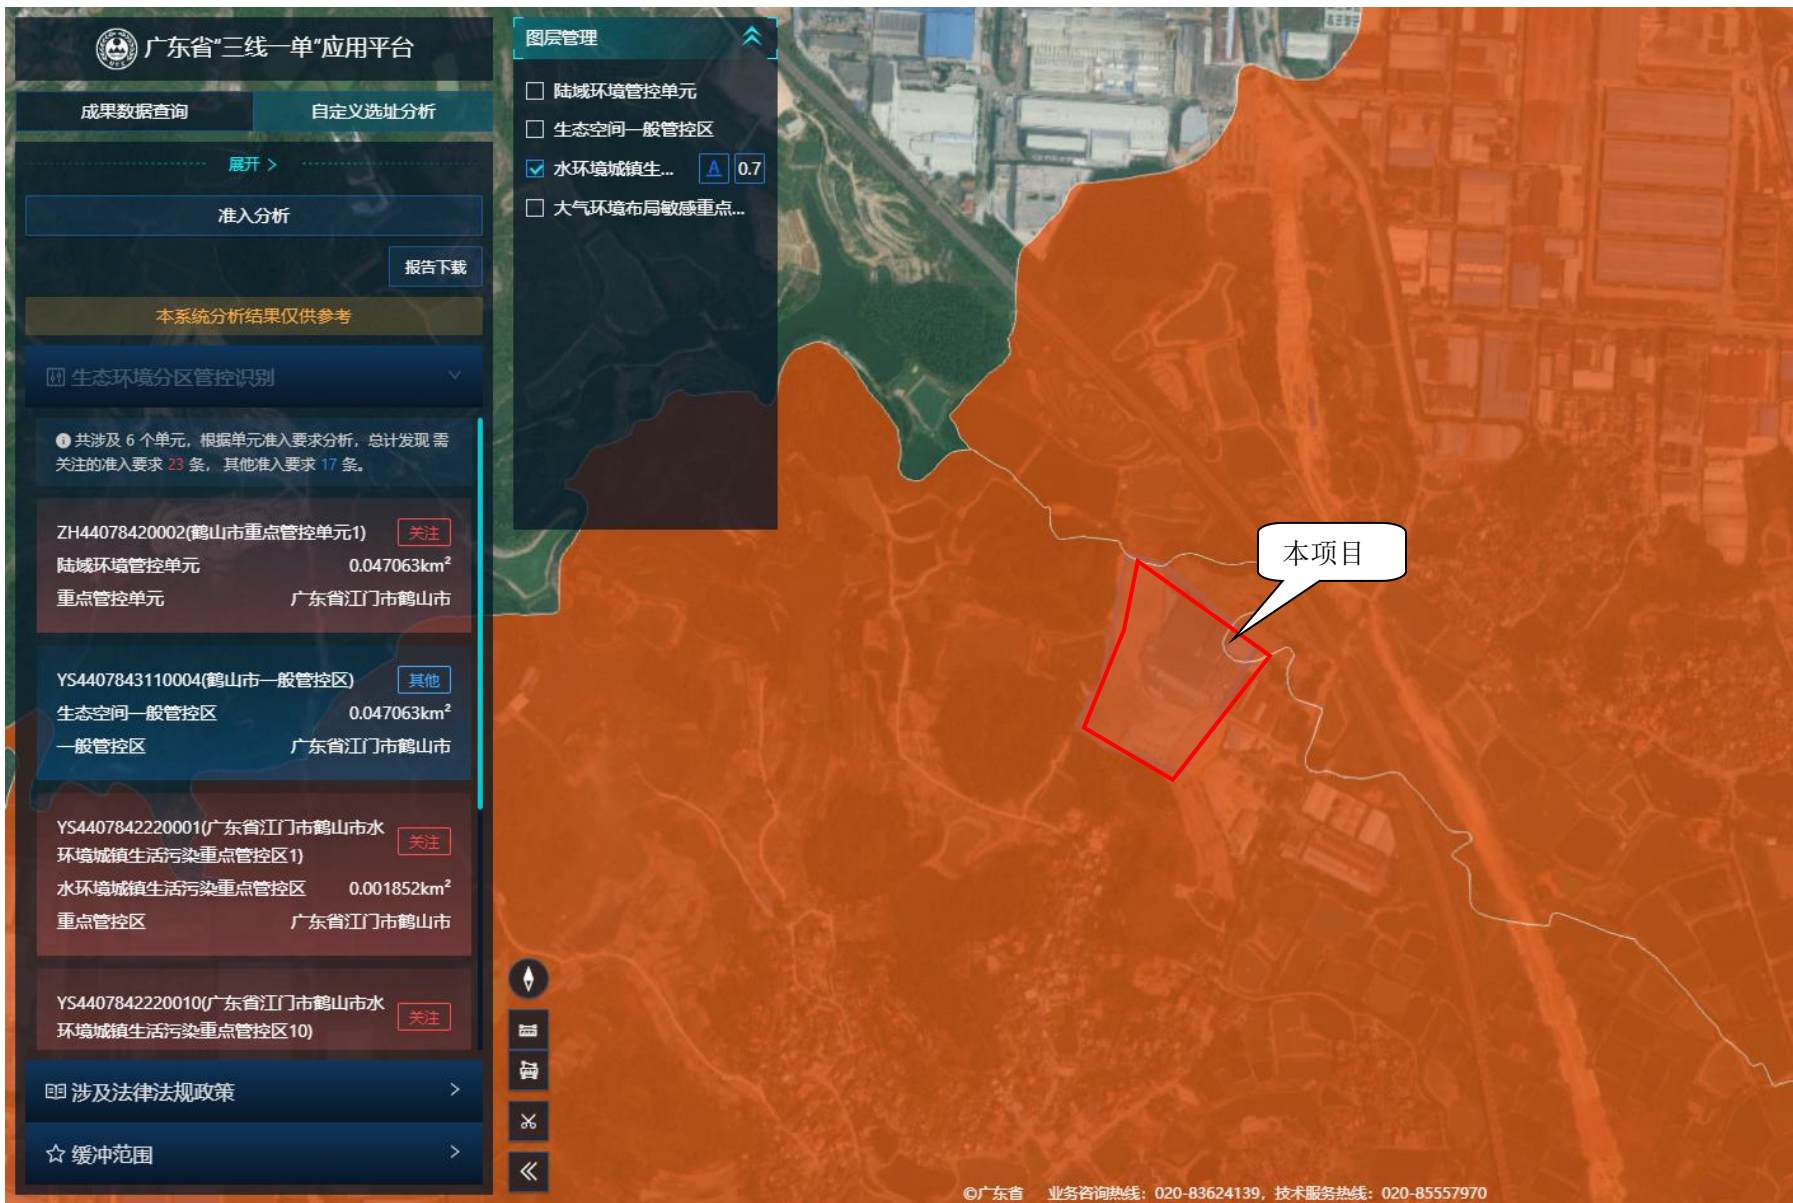 广东省“三线一单”应用平台
成果数据查询
自定义选址分析
展开 >
准入分析
报告下载
本系统分析结果仅供参考
生态环境分区管控识别
共涉及 6 个单元，根据单元准入要求分析，总计发现 需
关注的准入要求 23 条， 其他准入要求 17 条。
ZH44078420002(鹤山市重点管控单元1)
关注
陆域环境管控单元
0.047063km²
重点管控单元
广东省江门市鹤山市
YS4407843110004(鹤山市一般管控区)
其他
生态空间一般管控区
0.047063km²
一般管控区
广东省江门市鹤山市
YS4407842220001(广东省江门市鹤山市水
环境城镇生活污染重点管控区1)
关注
水环境城镇生活污染重点管控区
0.001852km²
重点管控区
广东省江门市鹤山市
YS4407842220010(广东省江门市鹤山市水
环境城镇生活污染重点管控区10)
关注
涉及法律法规政策
缓冲范围
图层管理
陆域环境管控单元
生态空间一般管控区
水环境城镇生...
A
0.7
大气环境布局敏感重点...
本项目
©广东省 业务咨询热线：020-83624139，技术服务热线：020-85557970